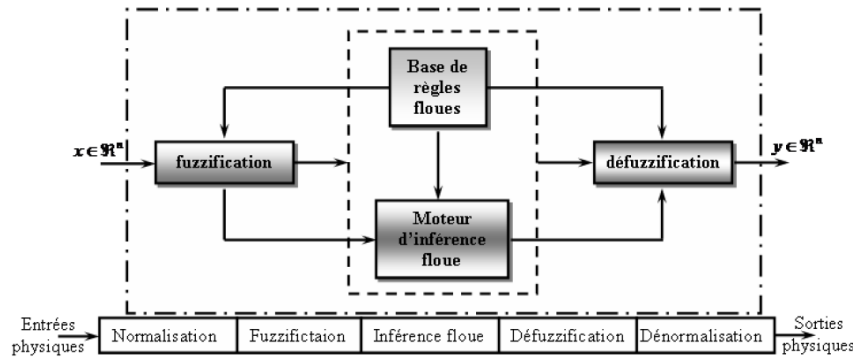 Base de
règles
floues
x∈ℜⁿ
fuzzification
défuzzification
y∈ℜⁿ
Moteur
d'inférence
floue
Entrées
physiques
Normalisation
Fuzzifictaion
Inférence floue
Défuzzification
Dénormalisation
Sorties
physiques